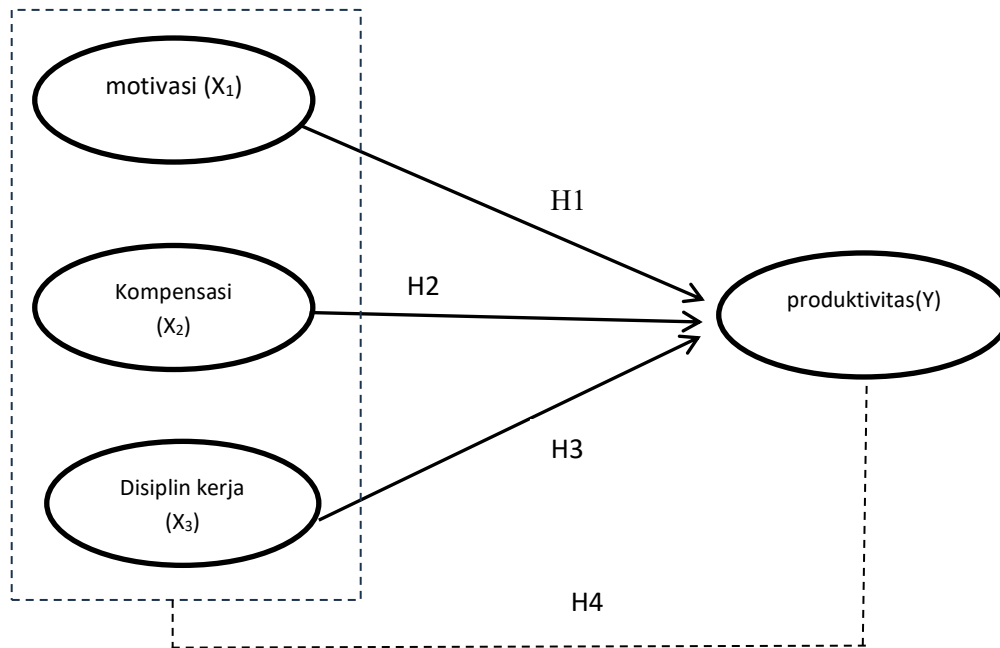 motivasi (X₁)
H1
Kompensasi
(X₂)
H2
produktivitas(Y)
Disiplin kerja
(X₃)
H3
H4